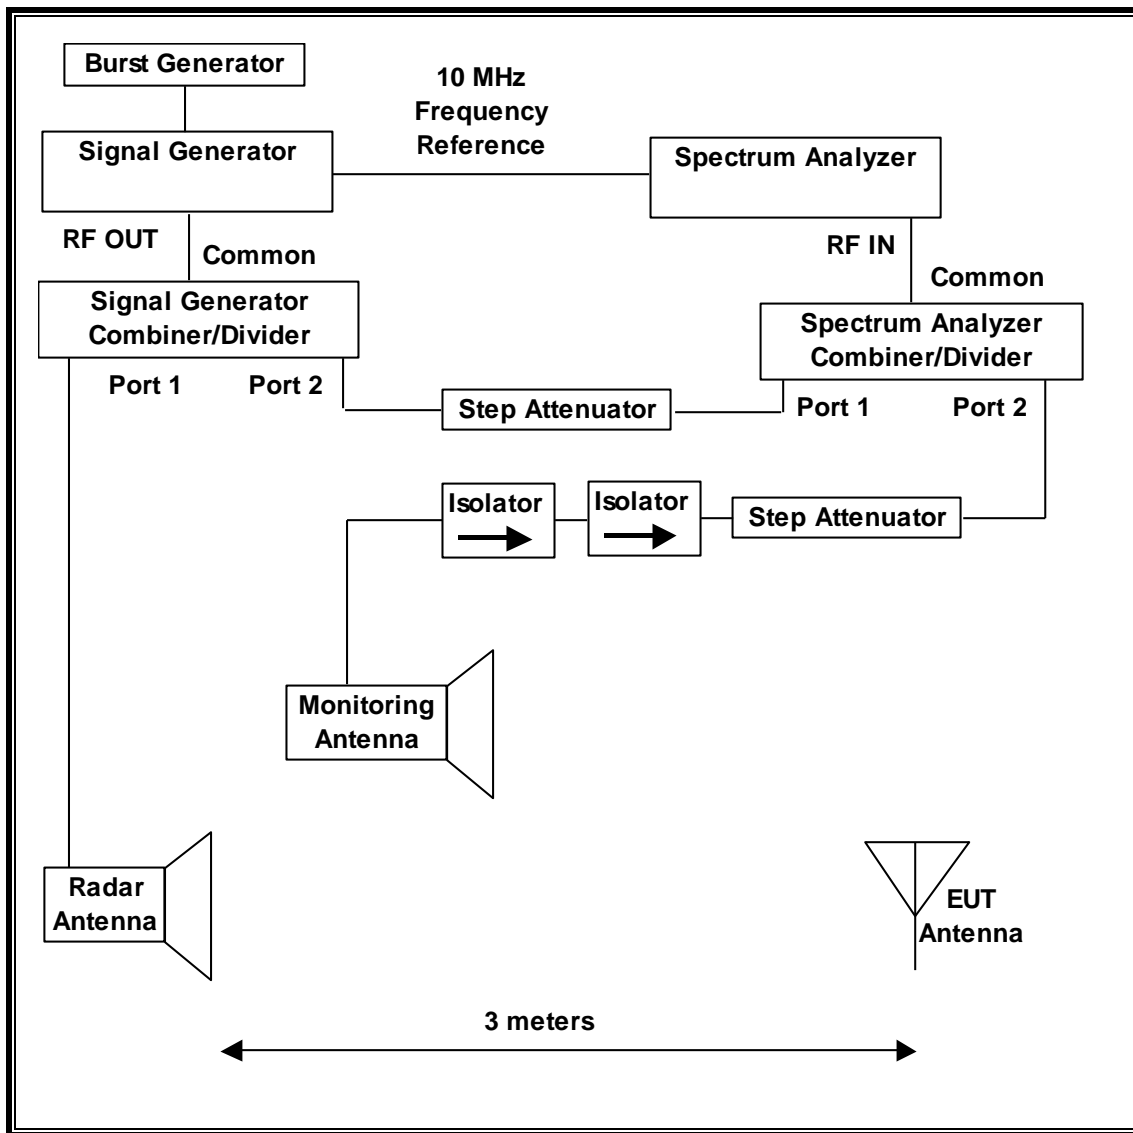 Burst Generator
10 MHz
Frequency
Reference
Signal Generator
Spectrum Analyzer
RF OUT
Common
RF IN
Common
Signal Generator
Combiner/Divider
Spectrum Analyzer
Combiner/Divider
Port 1
Port 2
Step Attenuator
Port 1
Port 2
Isolator
Isolator
Step Attenuator
Monitoring
Antenna
Radar
Antenna
EUT
Antenna
3 meters